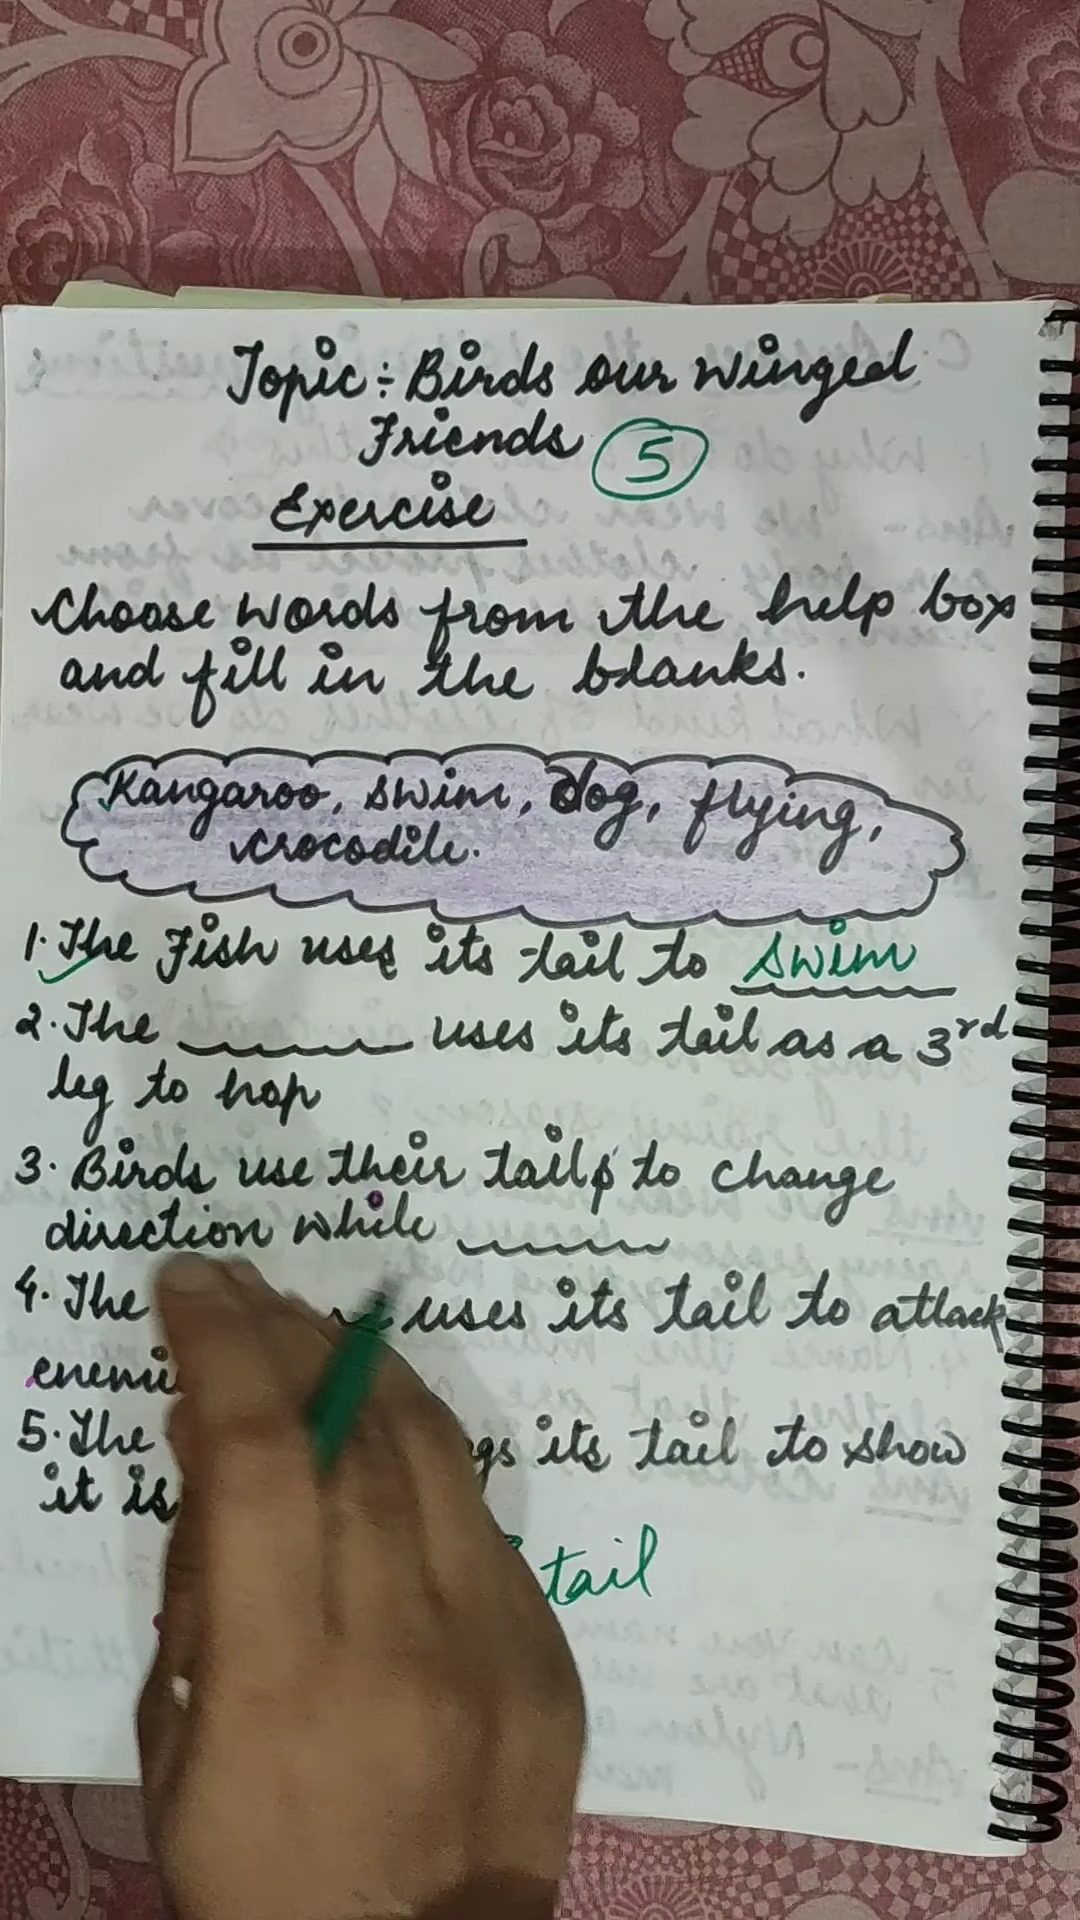 Topic :- Birds our winged
Friends 5
Exercise
Choose words from the help box
and fill in the blanks.
Kangaroo, swim, Dog, flying,
crocodile.
1. The Fish uses its tail to swim
2. The uses its tail as a 3rd
leg to hop
3. Birds use their tails to change
direction while
4. The uses its tail to attack
5. The its tail to show
it is
tail